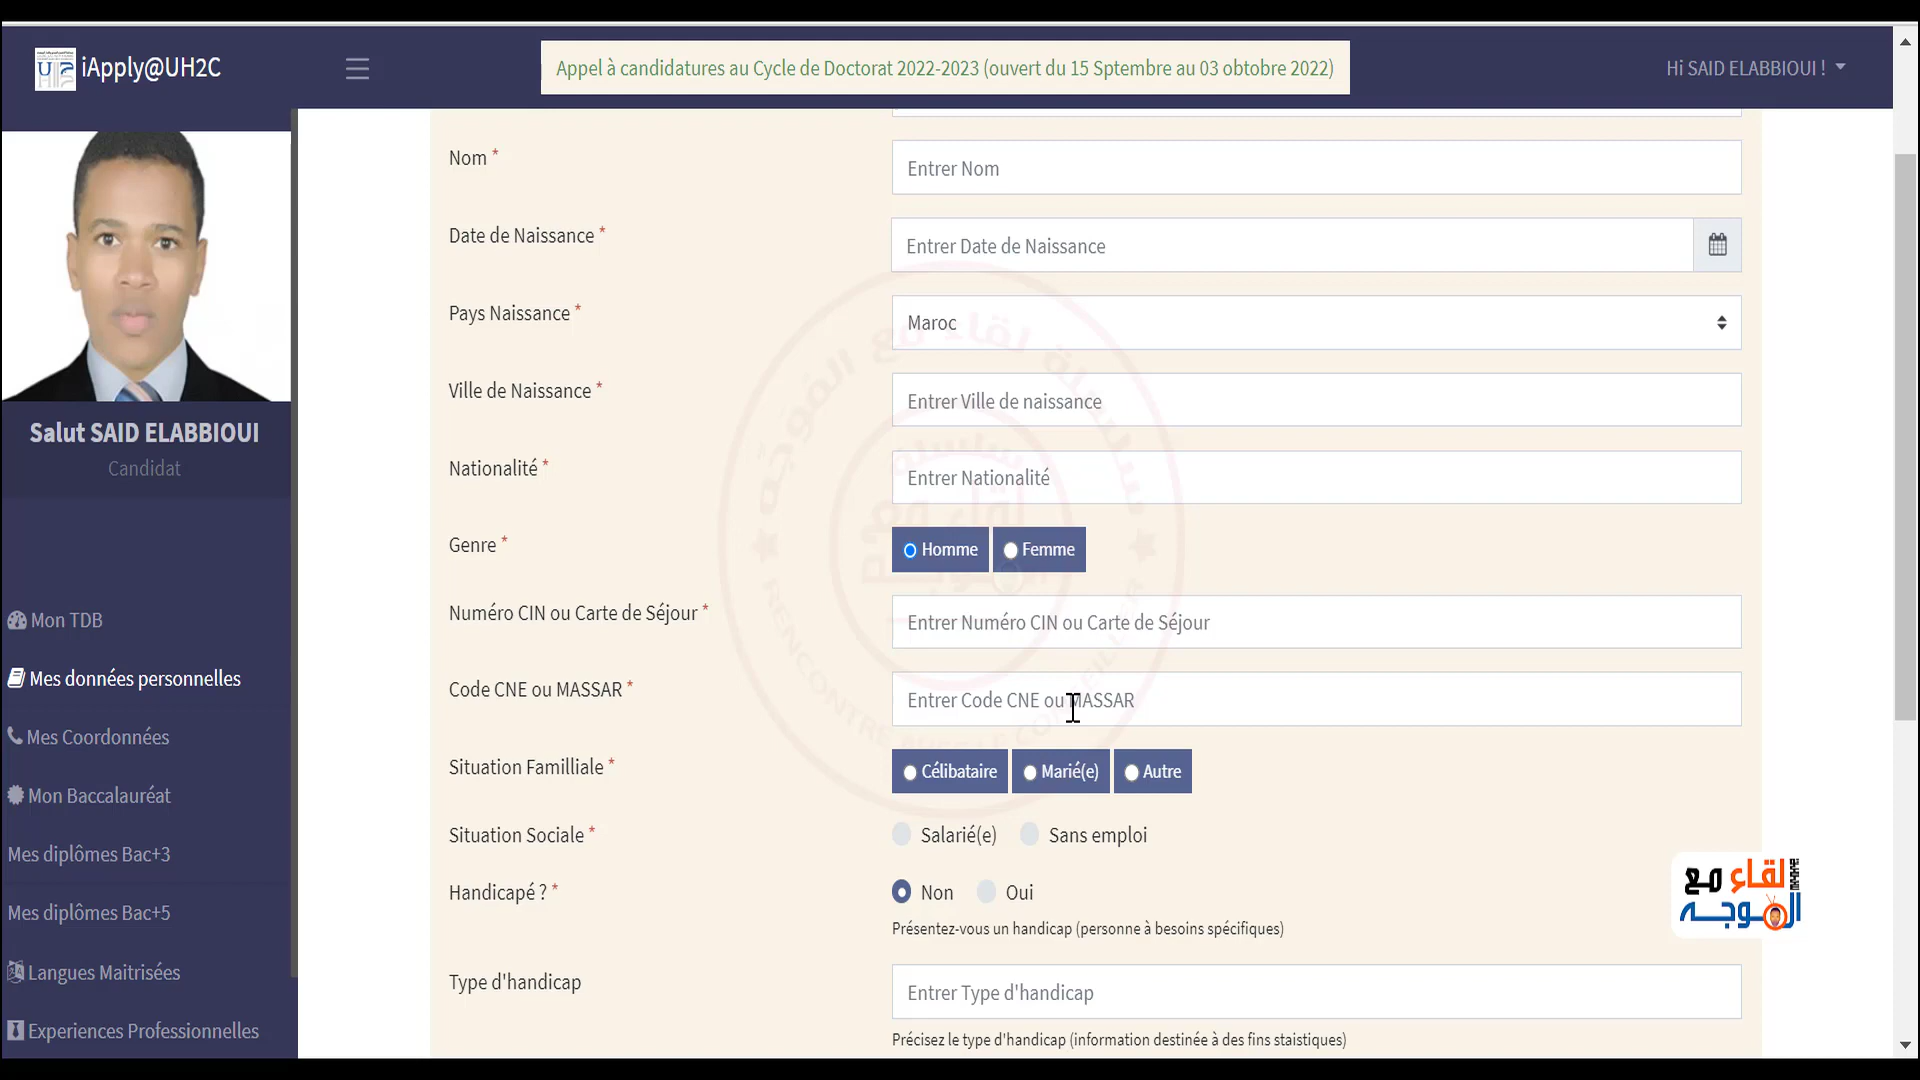 iApply@UH2C
Appel à candidatures au Cycle de Doctorat 2022-2023 (ouvert du 15 Sptembre au 03 obtobre 2022)
Hi SAID ELABBIOUI !
Salut SAID ELABBIOUI
Candidat
Mon TDB
Mes données personnelles
Mes Coordonnées
Mon Baccalauréat
Mes diplômes Bac+3
Mes diplômes Bac+5
Langues Maitrisées
Experiences Professionnelles
Nom *
Entrer Nom
Date de Naissance *
Entrer Date de Naissance
Pays Naissance *
Maroc
Ville de Naissance *
Entrer Ville de naissance
Nationalité *
Entrer Nationalité
Genre *
Homme Femme
Numéro CIN ou Carte de Séjour *
Entrer Numéro CIN ou Carte de Séjour
Code CNE ou MASSAR *
Entrer Code CNE ou MASSAR
Situation Familliale *
Célibataire Marié(e) Autre
Situation Sociale *
Salarié(e) Sans emploi
Handicapé ? *
Non Oui
Présentez-vous un handicap (personne à besoins spécifiques)
Type d'handicap
Entrer Type d'handicap
Précisez le type d'handicap (information destinée à des fins staistiques)
سلسلة لقاء مع الموجه
لقاء مع
الموجه